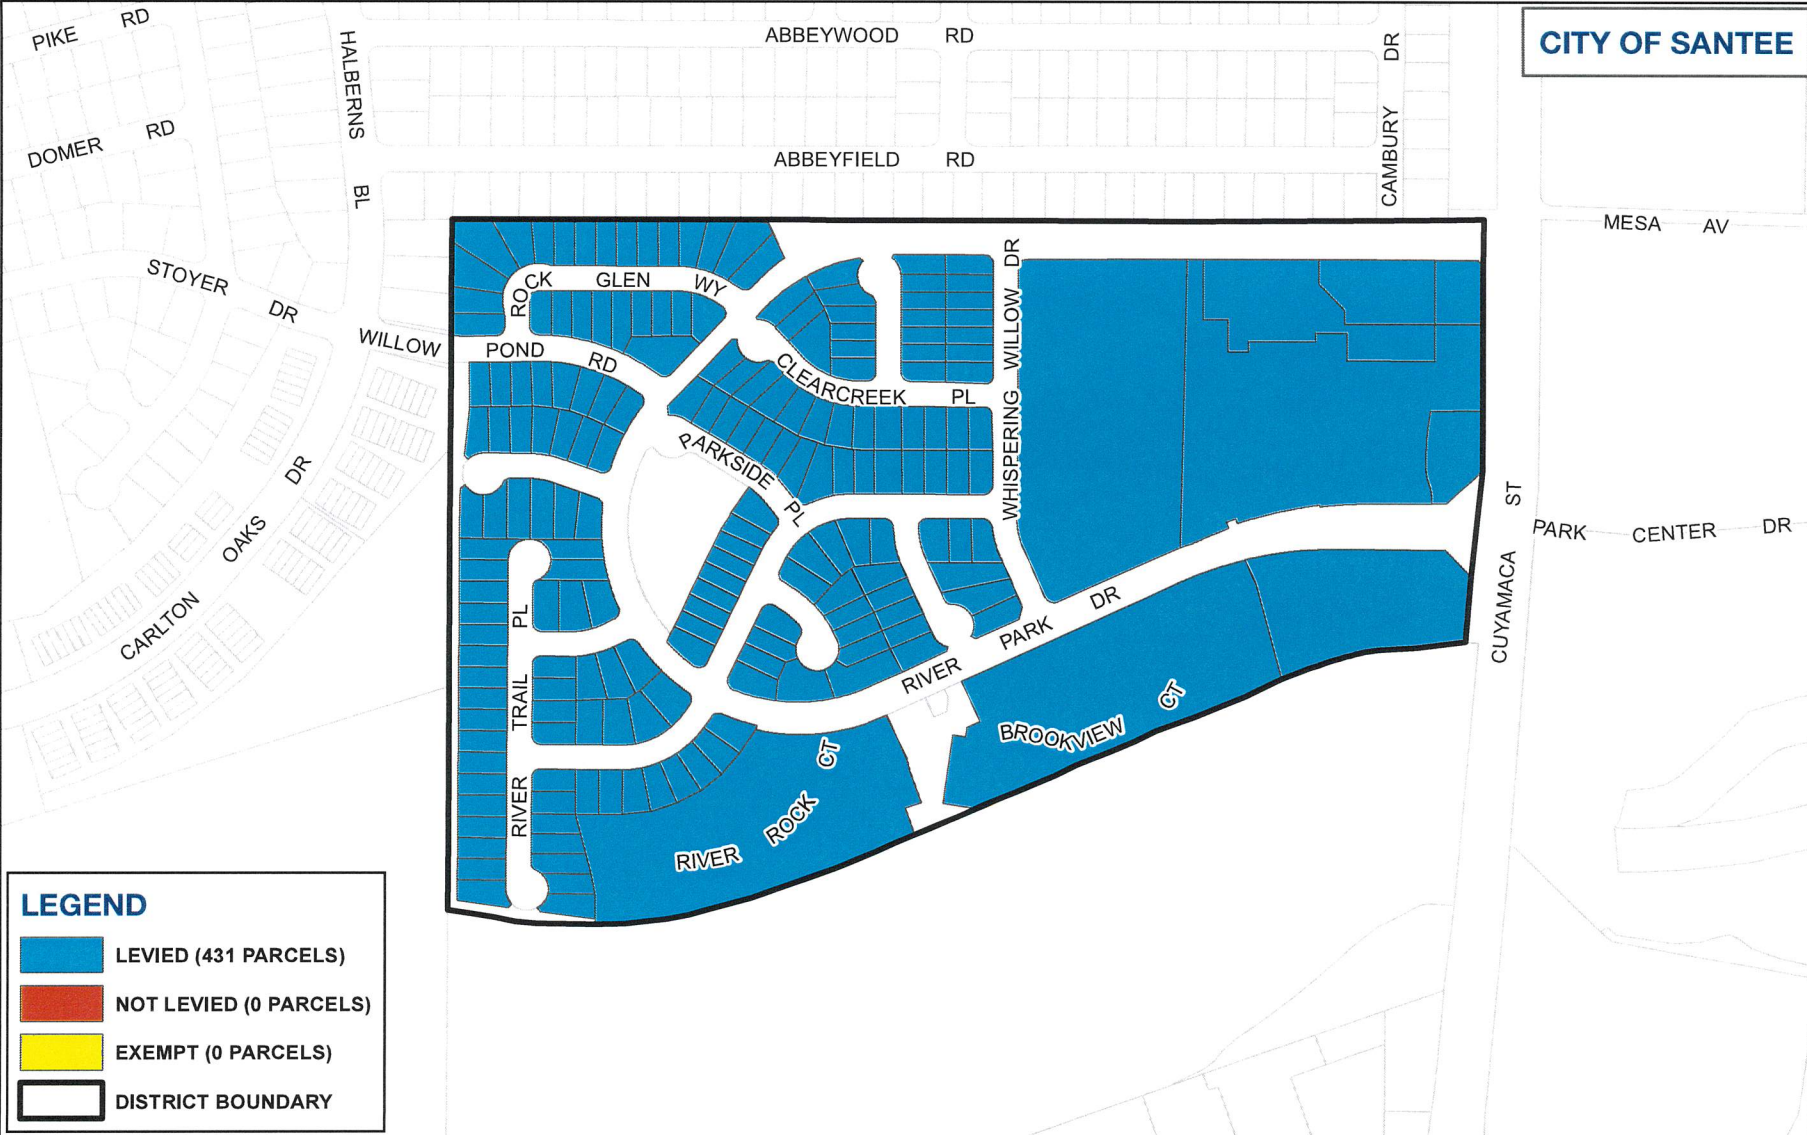 PIKE RD
HALBERNS BL
ABBEYWOOD RD
CAMBURY DR
CITY OF SANTEE
DOMER RD
ABBEYFIELD RD
MESA AV
STOYER DR
ROCK GLEN WY
WHISPERING WILLOW DR
WILLOW POND RD
CLEARCREEK PL
PARKSIDE PL
CARLTON OAKS DR
CUYAMACA ST
PARK CENTER DR
RIVER TRAIL PL
RIVER PARK DR
BROOKVIEW CT
RIVER ROCK CT
LEGEND
LEVIED (431 PARCELS)
NOT LEVIED (0 PARCELS)
EXEMPT (0 PARCELS)
DISTRICT BOUNDARY